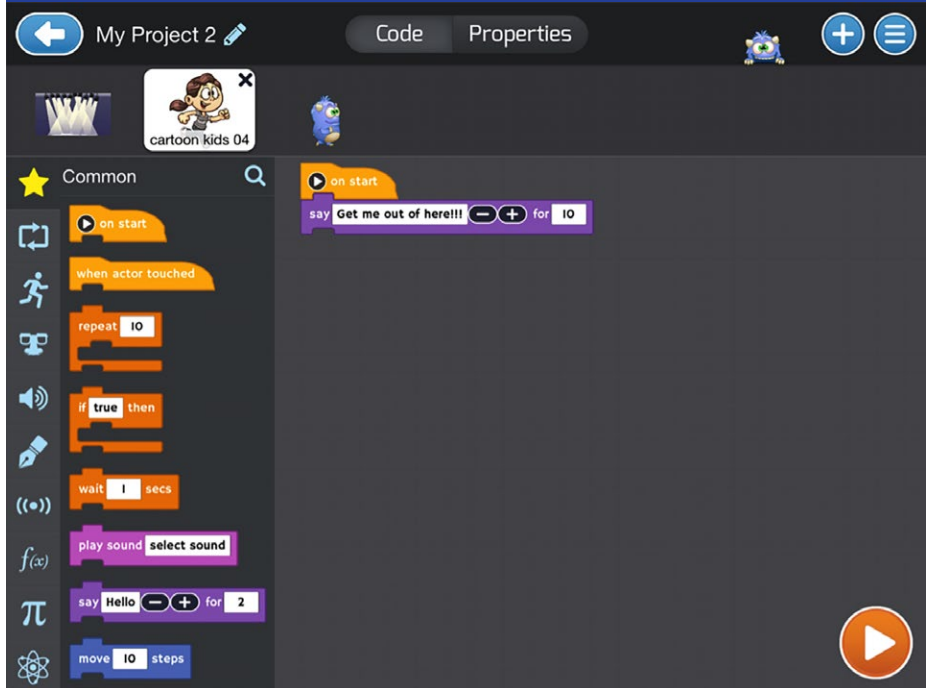 My Project 2
Code Properties
cartoon kids 04
Common
on start
when actor touched
repeat 10
if true then
wait 1 secs
play sound select sound
say Hello − + for 2
move 10 steps
((•))
f(x)
π
on start
say Get me out of here!!! − + for 10